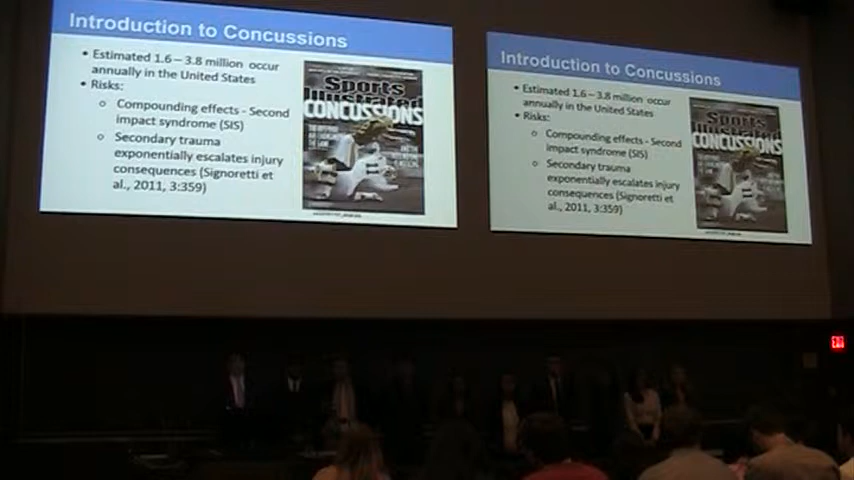 Introduction to Concussions
• Estimated 1.6 – 3.8 million occur
annually in the United States
• Risks:
o Compounding effects - Second
impact syndrome (SIS)
o Secondary trauma
exponentially escalates injury
consequences (Signoretti et
al., 2011, 3:359)
Sports
Illustrated
CONCUSSIONS
Introduction to Concussions
• Estimated 1.6 – 3.8 million occur
annually in the United States
• Risks:
o Compounding effects - Second
impact syndrome (SIS)
o Secondary trauma
exponentially escalates injury
consequences (Signoretti et
al., 2011, 3:359)
Sports
Illustrated
CONCUSSIONS